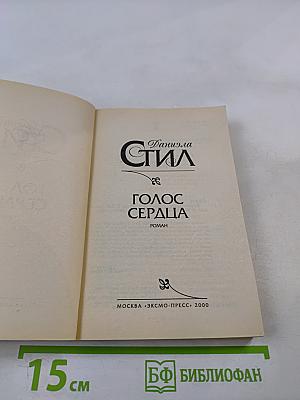 Даниэла
СТИЛ
ГОЛОС
СЕРДЦА
РОМАН
МОСКВА «ЭКСМО-ПРЕСС» 2000
15 см
БФ БИБЛИОФАН